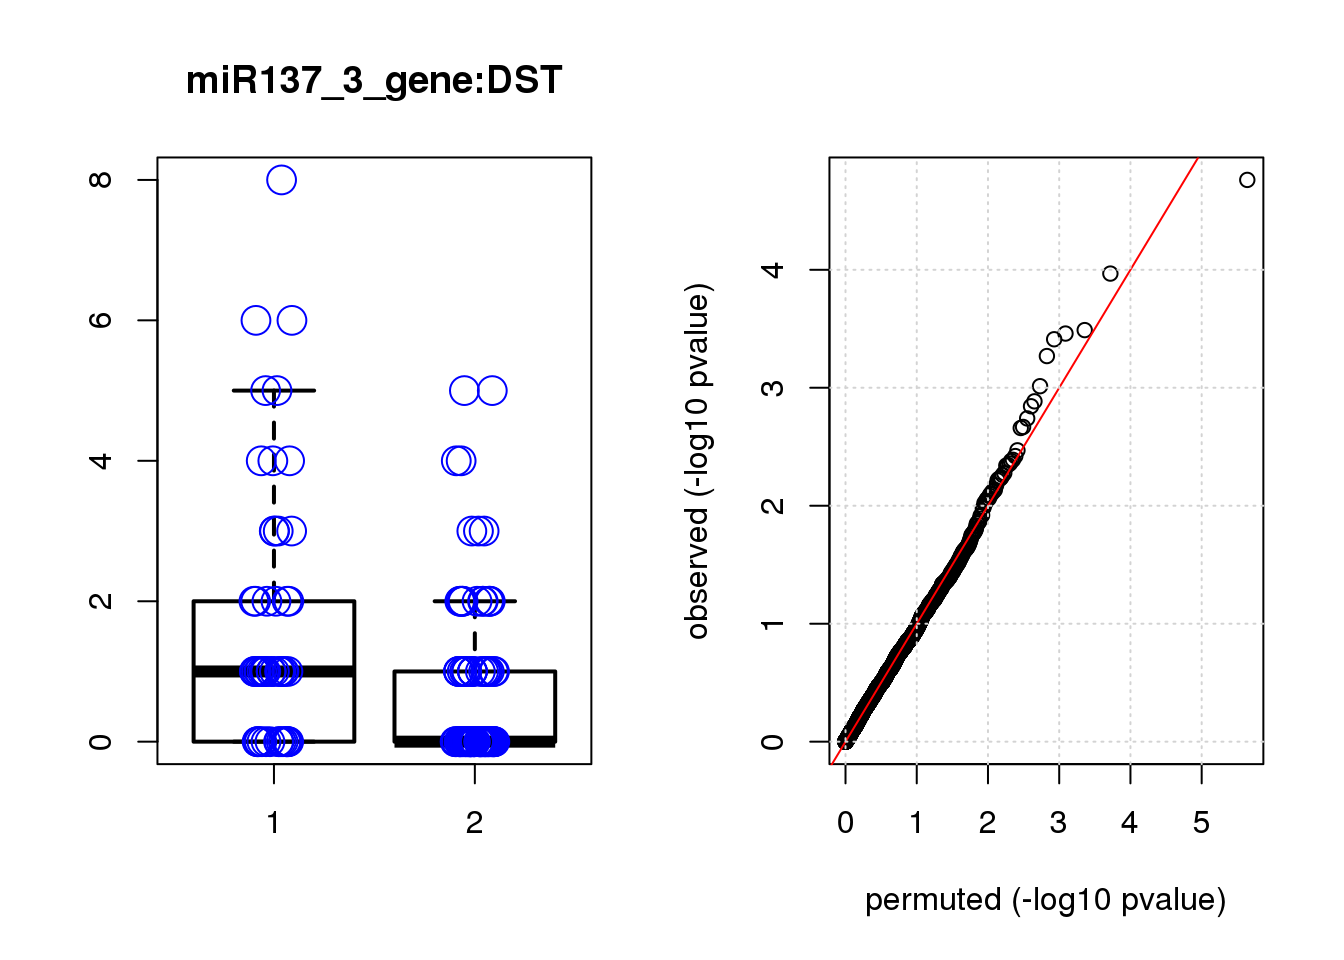 miR137_3_gene:DST
8
6
4
2
0
1 2
observed (-log10 pvalue)
4
3
2
1
0
0 1 2 3 4 5
permuted (-log10 pvalue)